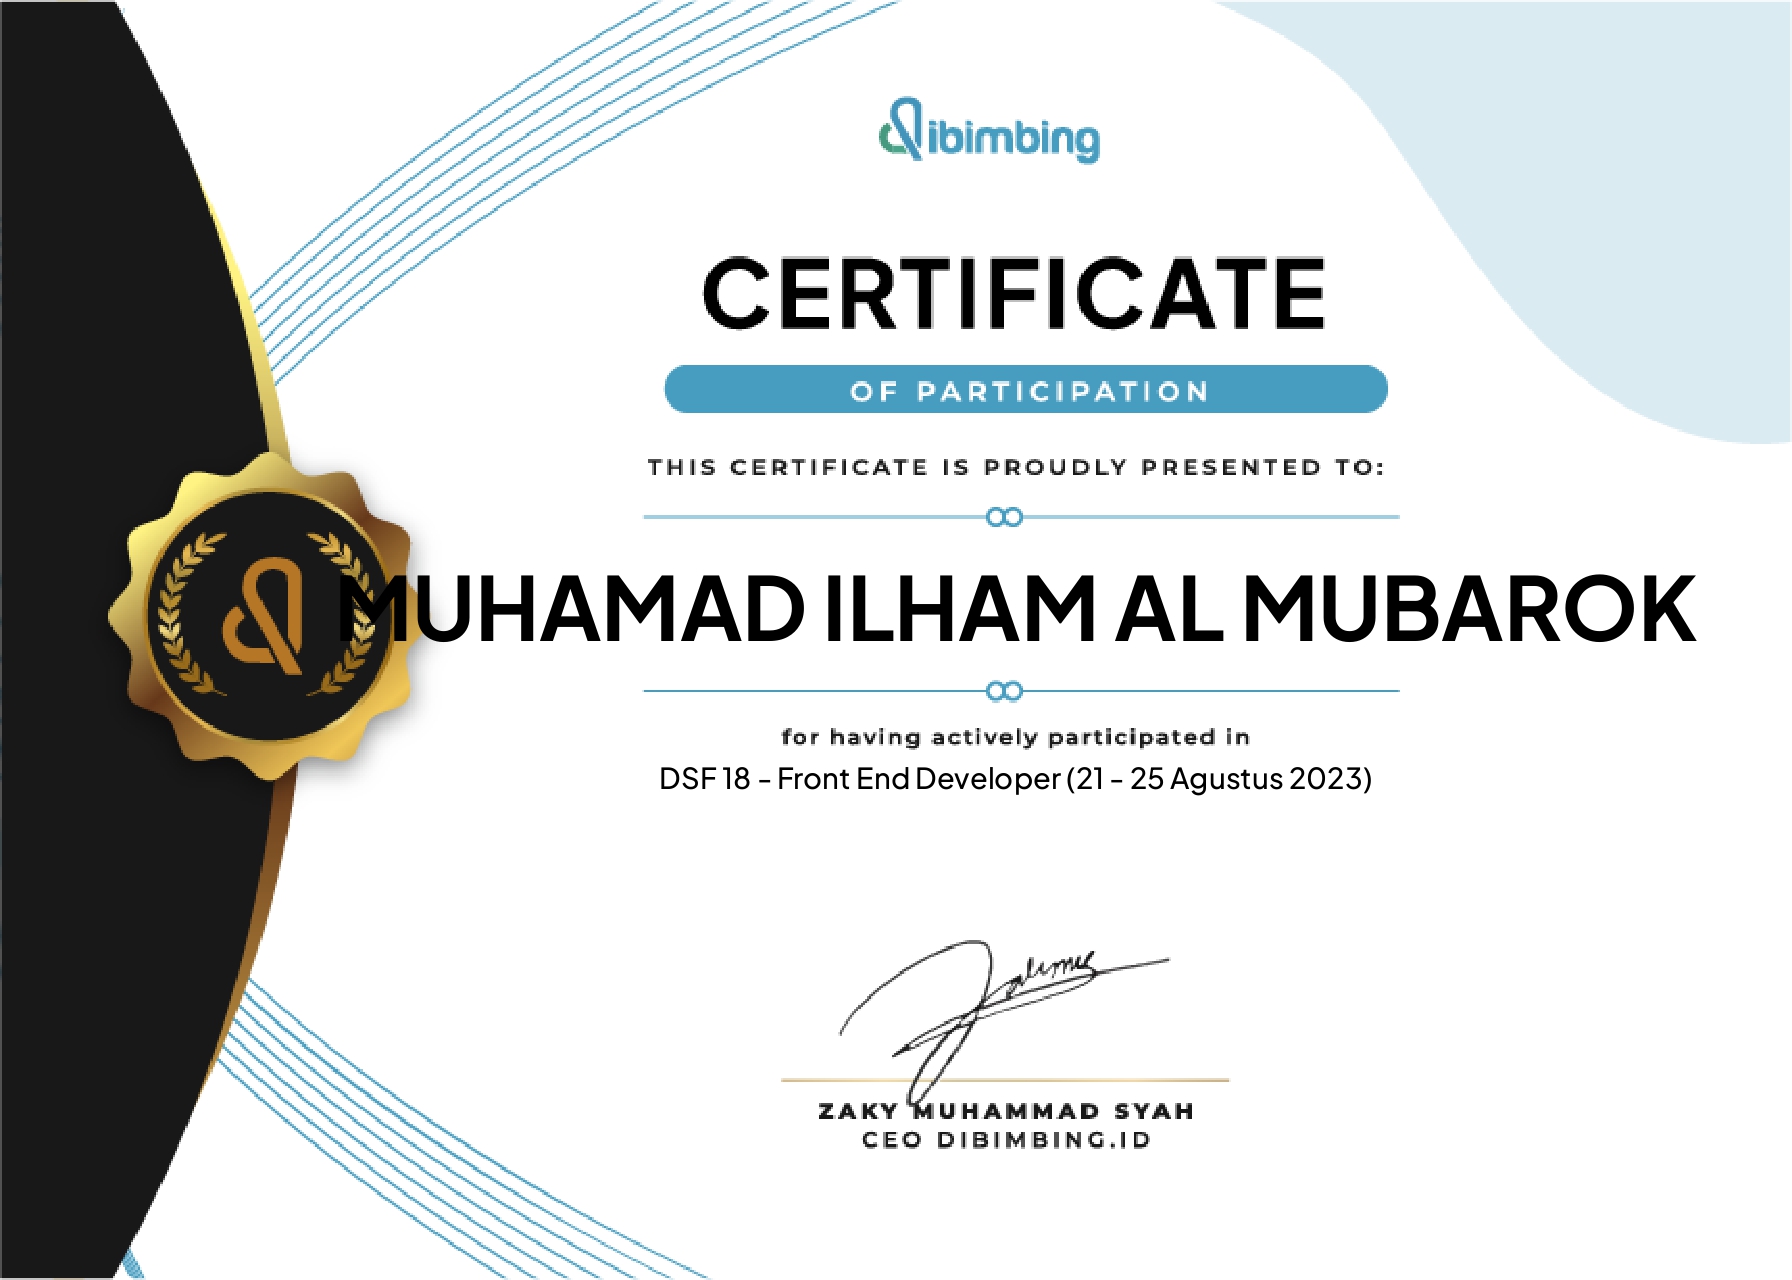 dibimbing
CERTIFICATE
OF PARTICIPATION
THIS CERTIFICATE IS PROUDLY PRESENTED TO:
MUHAMAD ILHAM AL MUBAROK
for having actively participated in
DSF 18 - Front End Developer (21 - 25 Agustus 2023)
ZAKY MUHAMMAD SYAH
CEO DIBIMBING.ID